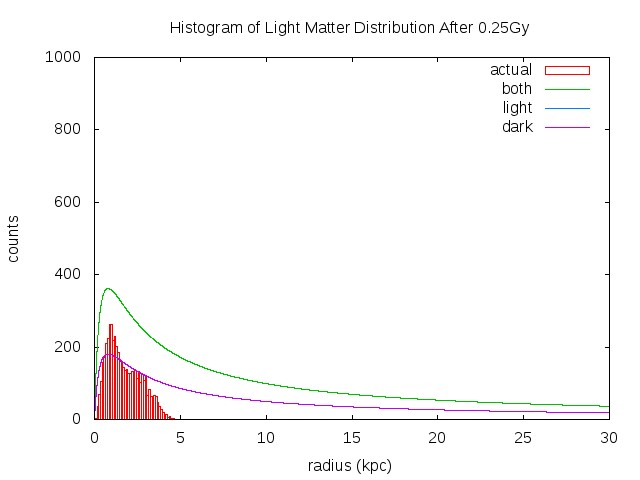 Histogram of Light Matter Distribution After 0.25Gy
1000
800
600
400
200
0
counts
actual
both
light
dark
0 5 10 15 20 25 30
radius (kpc)